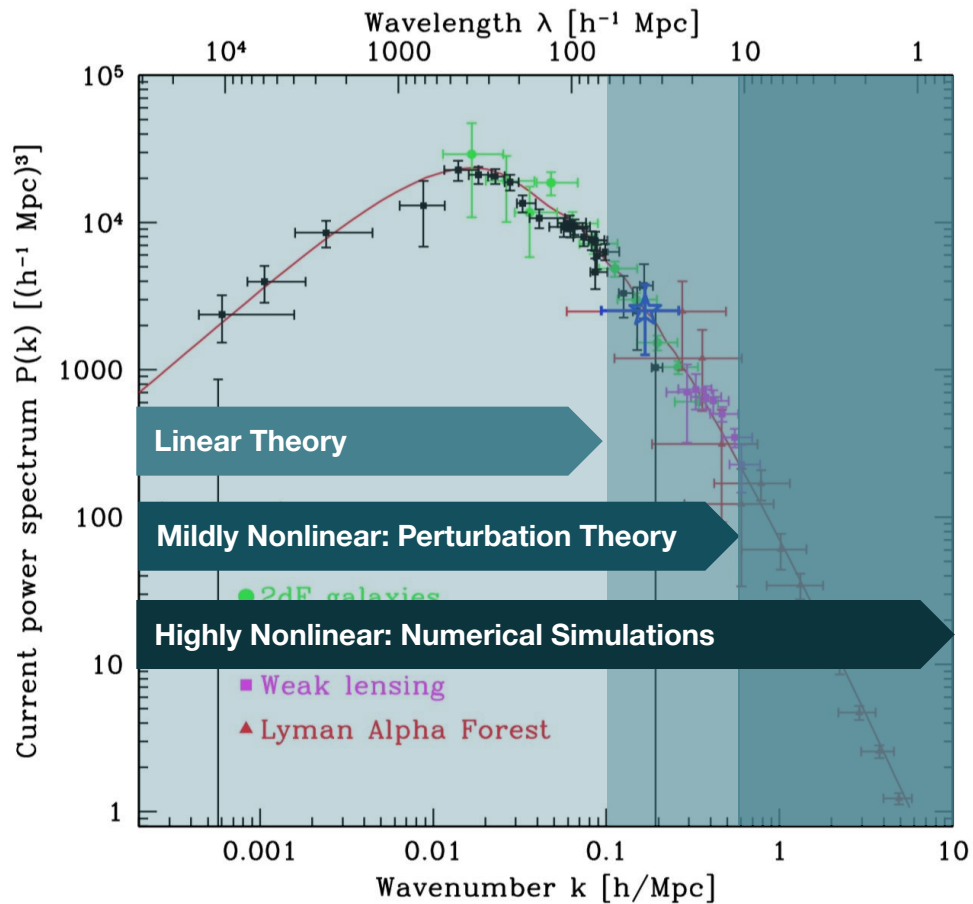 Wavelength λ [h⁻¹ Mpc]
10⁴ 1000 100 10 1
Current power spectrum P(k) [(h⁻¹ Mpc)³]
10⁵
10⁴
1000
Linear Theory
100
Mildly Nonlinear: Perturbation Theory
2dF galaxies
Highly Nonlinear: Numerical Simulations
10
Weak lensing
Lyman Alpha Forest
1
0.001 0.01 0.1 1 10
Wavenumber k [h/Mpc]